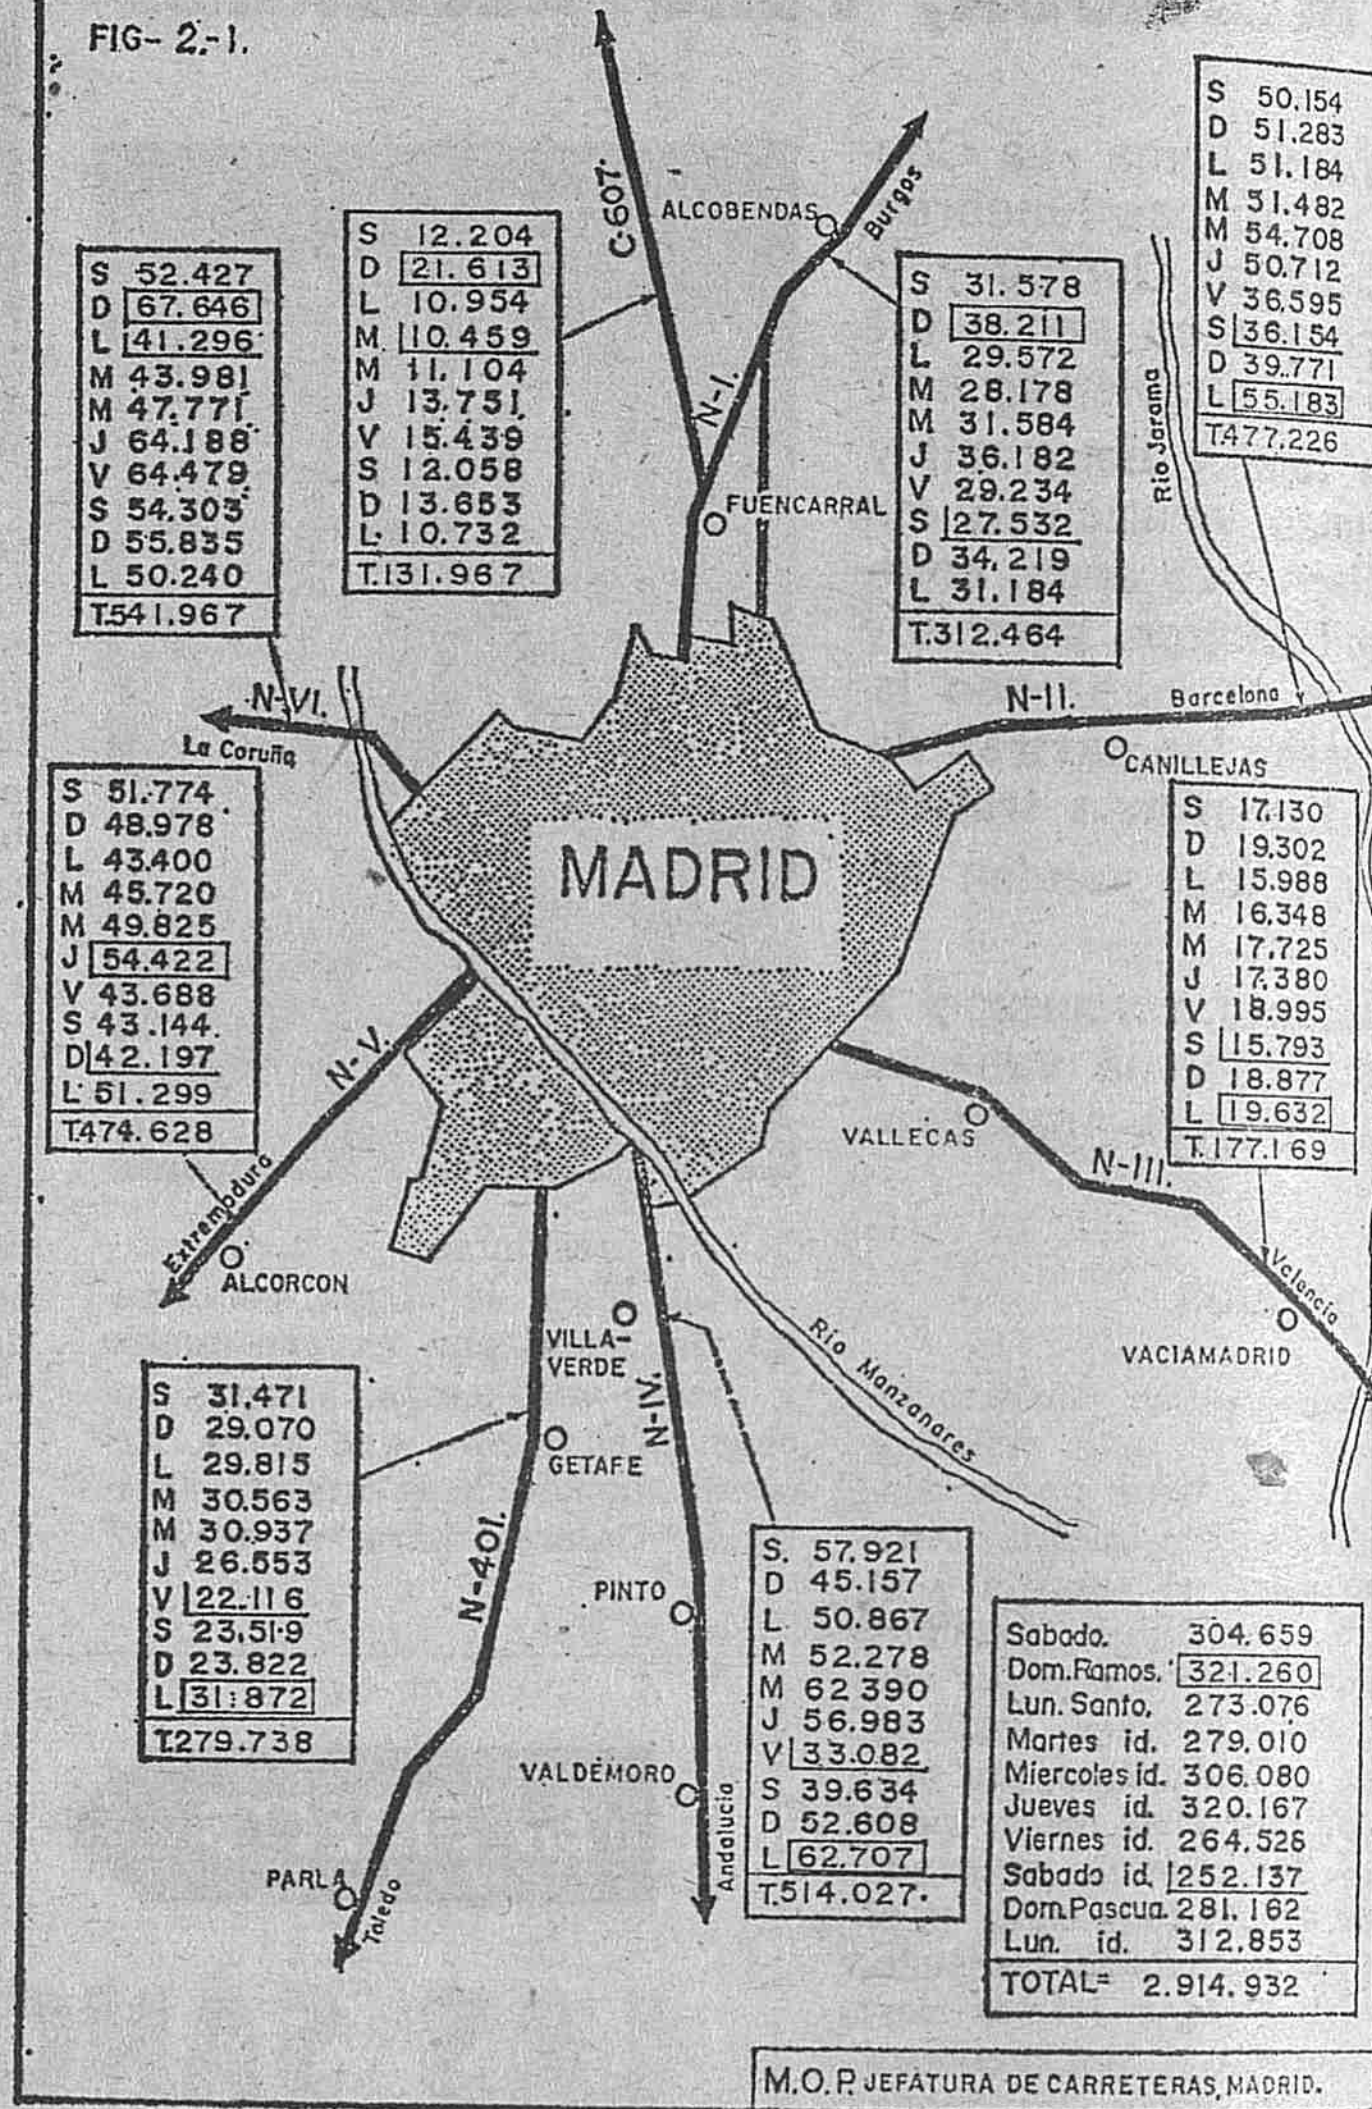 FIG- 2.-1.
S 50.154
D 51.283
L 51.184
M 51.482
M 54.708
J 50.712
V 36.595
S 36.154
D 39.771
L 55.183
T.477.226
C-607.
ALCOBENDAS
Burgos
S 12.204
D 21.613
L 10.954
M 10.459
M 11.104
J 13.751
V 15.439
S 12.058
D 13.653
L. 10.732
T.131.967
S 52.427
D 67.646
L 41.296
M 43.981
M 47.771
J 64.188
V 64.479
S 54.303
D 55.835
L 50.240
T.541.967
S 31.578
D 38.211
L 29.572
M 28.178
M 31.584
J 36.182
V 29.234
S 27.532
D 34.219
L 31.184
T.312.464
N-I.
FUENCARRAL
Río Jarama
N-VI.
La Coruña
N-II.
Barcelona
CANILLEJAS
MADRID
S 51.774
D 48.978
L 43.400
M 45.720
M 49.825
J 54.422
V 43.688
S 43.144
D 42.197
L 51.299
T.474.628
S 17.130
D 19.302
L 15.988
M 16.348
M 17.725
J 17.380
V 18.995
S 15.793
D 18.877
L 19.632
T.177.169
N-V.
Extremadura
ALCORCON
VALLECAS
N-III.
Valencia
VACIAMADRID
VILLA-
VERDE
N-IV.
Río Manzanares
GETAFE
S 31.471
D 29.070
L 29.815
M 30.563
M 30.937
J 26.553
V 22.116
S 23.519
D 23.822
L 31.872
T.279.738
N-401.
PINTO
VALDEMORO
Andalucia
PARLA
Toledo
S. 57.921
D 45.157
L 50.867
M 52.278
M 62 390
J 56.983
V 33.082
S 39.634
D 52.608
L 62.707
T.514.027.
Sabado. 304.659
Dom.Ramos. 321.260
Lun. Santo. 273.076
Martes id. 279.010
Miercoles id. 306.080
Jueves id. 320.167
Viernes id. 264.528
Sabado id. 252.137
Dom.Pascua. 281.162
Lun. id. 312.853
TOTAL= 2.914.932
M.O.P. JEFATURA DE CARRETERAS, MADRID.